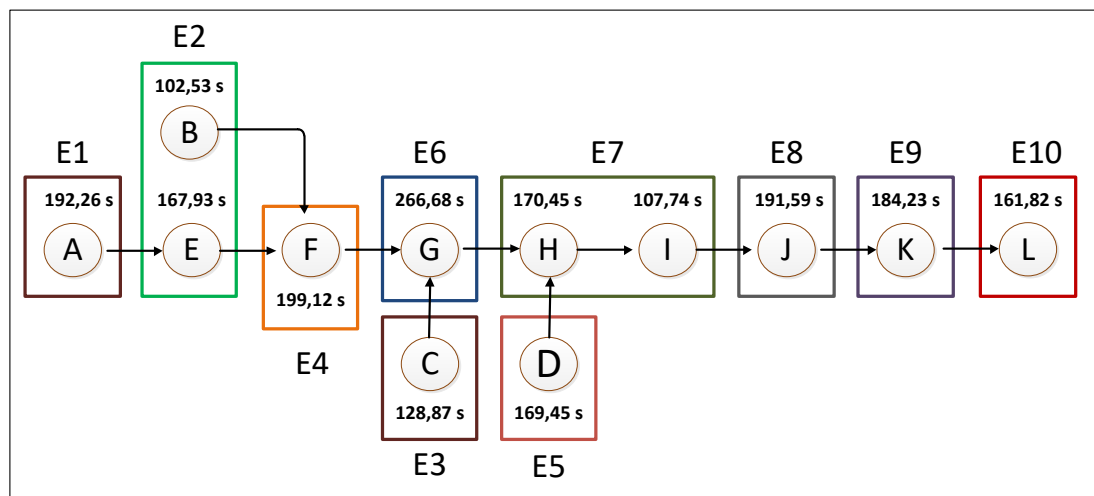 E2
102,53 s
B
E1
E6
E7
E8
E9
E10
192,26 s
167,93 s
266,68 s
170,45 s
107,74 s
191,59 s
184,23 s
161,82 s
A
E
F
G
H
I
J
K
L
199,12 s
E4
C
D
128,87 s
169,45 s
E3
E5